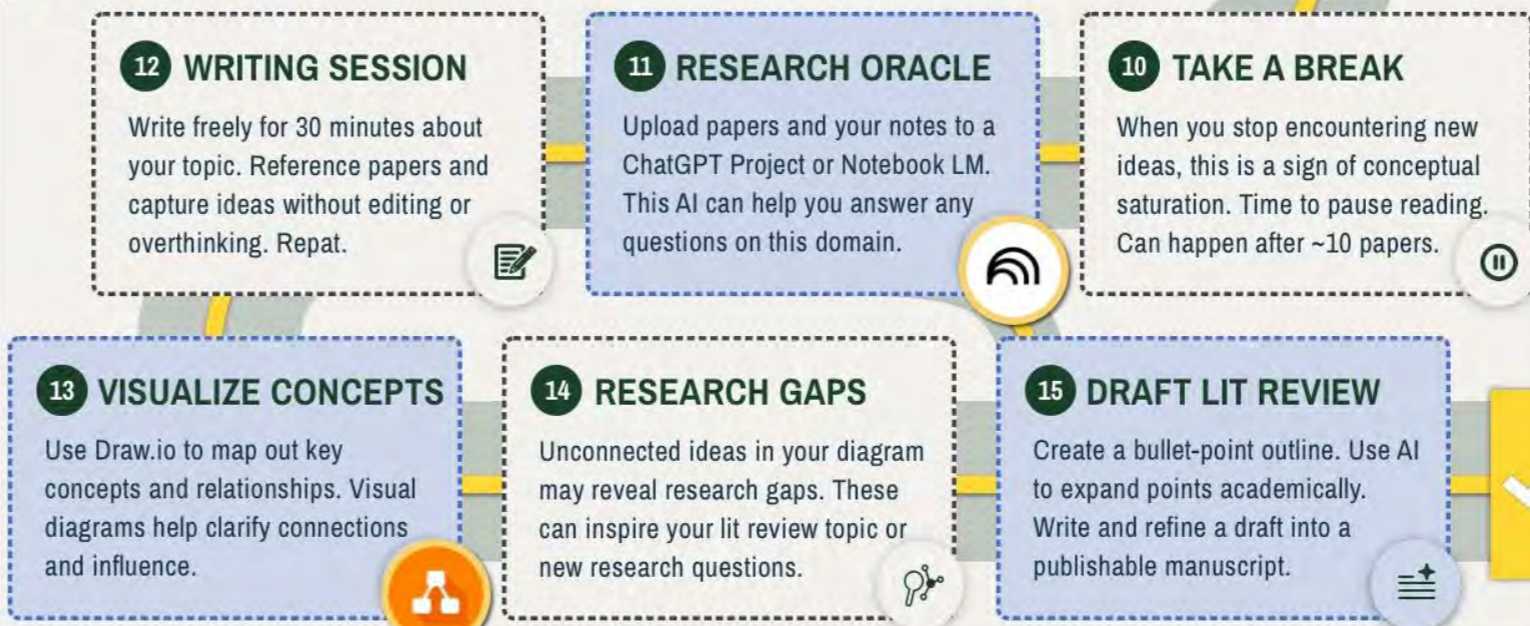 12 WRITING SESSION
Write freely for 30 minutes about
your topic. Reference papers and
capture ideas without editing or
overthinking. Repat.
11 RESEARCH ORACLE
Upload papers and your notes to a
ChatGPT Project or Notebook LM.
This AI can help you answer any
questions on this domain.
10 TAKE A BREAK
When you stop encountering new
ideas, this is a sign of conceptual
saturation. Time to pause reading.
Can happen after ~10 papers.
13 VISUALIZE CONCEPTS
Use Draw.io to map out key
concepts and relationships. Visual
diagrams help clarify connections
and influence.
14 RESEARCH GAPS
Unconnected ideas in your diagram
may reveal research gaps. These
can inspire your lit review topic or
new research questions.
15 DRAFT LIT REVIEW
Create a bullet-point outline. Use AI
to expand points academically.
Write and refine a draft into a
publishable manuscript.